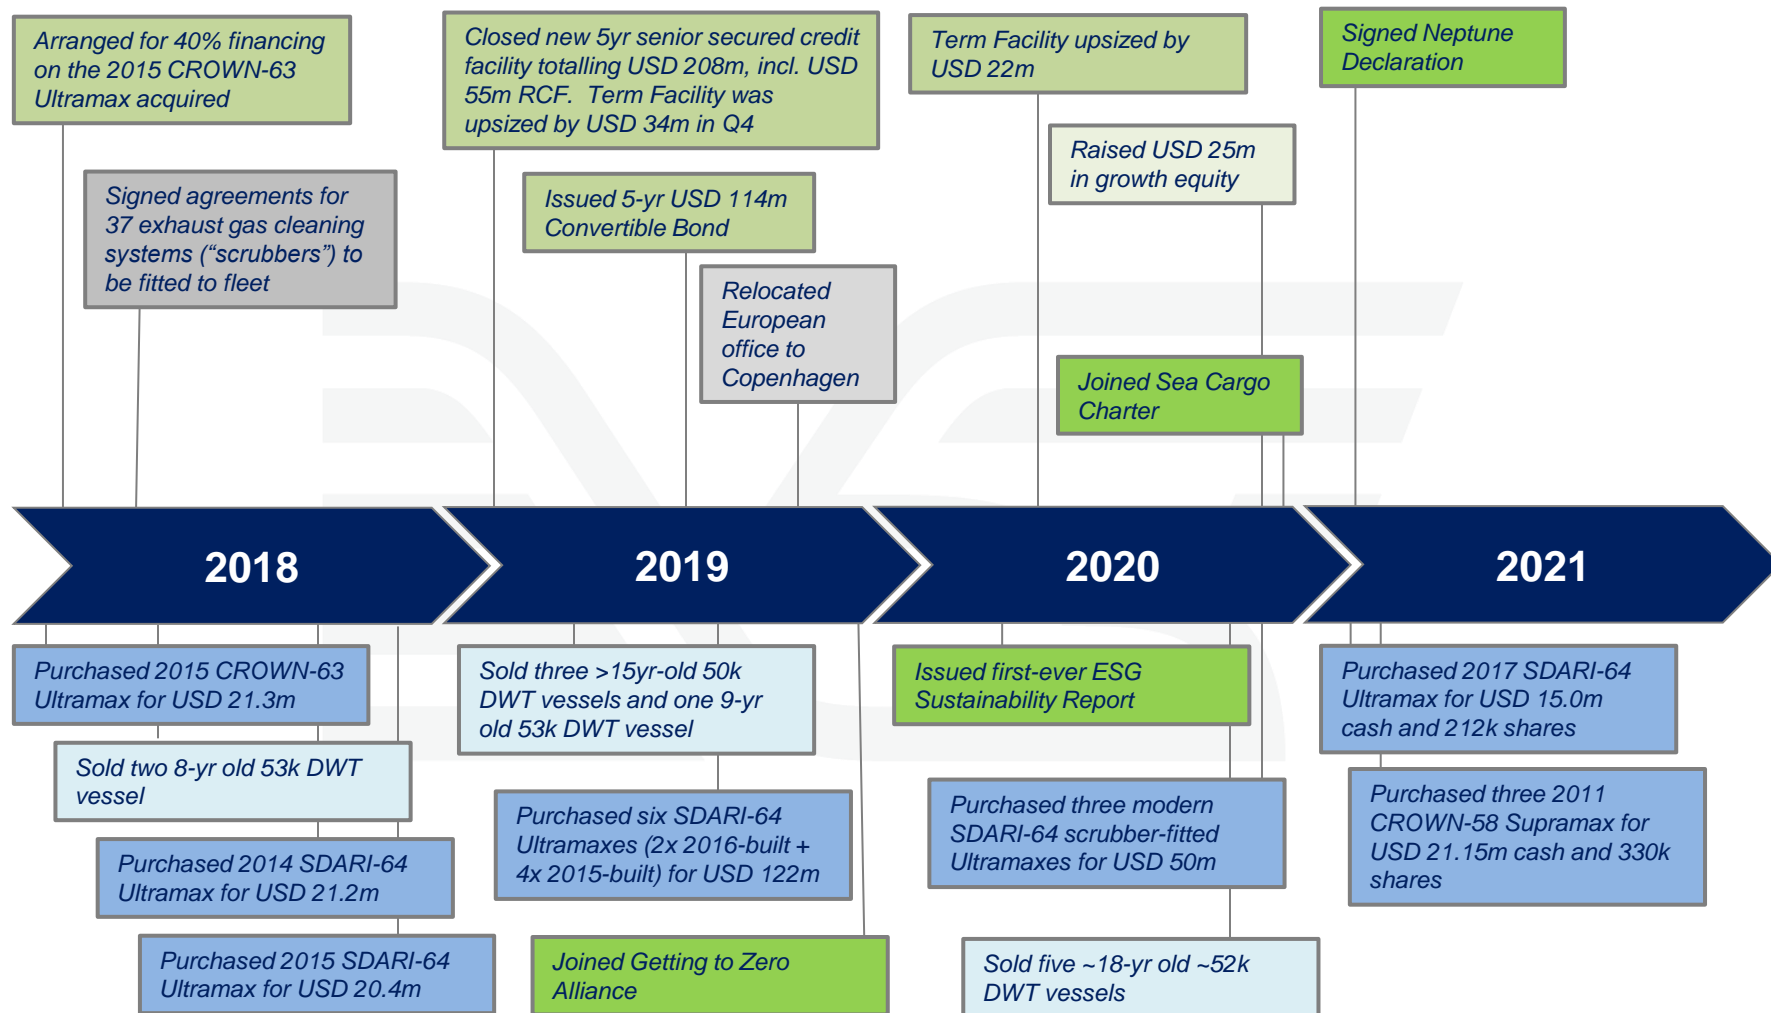 Arranged for 40% financing
on the 2015 CROWN-63
Ultramax acquired
Signed agreements for
37 exhaust gas cleaning
systems (“scrubbers”) to
be fitted to fleet
Closed new 5yr senior secured credit
facility totalling USD 208m, incl. USD
55m RCF.  Term Facility was
upsized by USD 34m in Q4
Issued 5-yr USD 114m
Convertible Bond
Relocated
European
office to
Copenhagen
Term Facility upsized by
USD 22m
Raised USD 25m
in growth equity
Joined Sea Cargo
Charter
Signed Neptune
Declaration
2018
2019
2020
2021
Purchased 2015 CROWN-63
Ultramax for USD 21.3m
Sold two 8-yr old 53k DWT
vessel
Purchased 2014 SDARI-64
Ultramax for USD 21.2m
Purchased 2015 SDARI-64
Ultramax for USD 20.4m
Sold three >15yr-old 50k
DWT vessels and one 9-yr
old 53k DWT vessel
Purchased six SDARI-64
Ultramaxes (2x 2016-built +
4x 2015-built) for USD 122m
Joined Getting to Zero
Alliance
Issued first-ever ESG
Sustainability Report
Purchased three modern
SDARI-64 scrubber-fitted
Ultramaxes for USD 50m
Sold five ~18-yr old ~52k
DWT vessels
Purchased 2017 SDARI-64
Ultramax for USD 15.0m
cash and 212k shares
Purchased three 2011
CROWN-58 Supramax for
USD 21.15m cash and 330k
shares